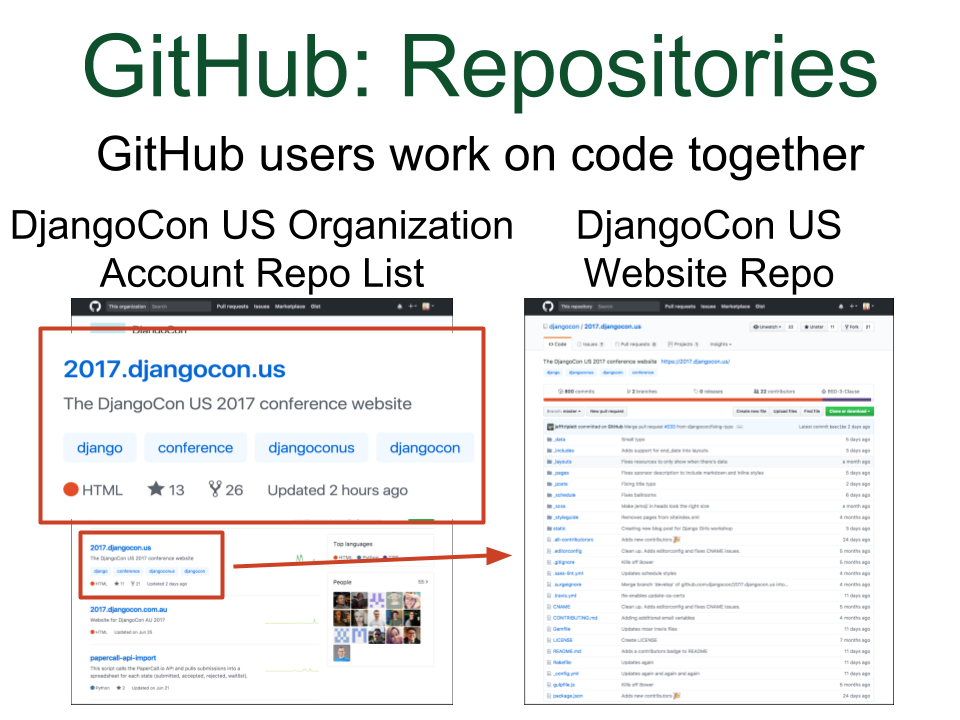 GitHub: Repositories
GitHub users work on code together
DjangoCon US Organization
Account Repo List
This organization Search Pull requests Issues Marketplace Gist
DjangoCon
2017.djangocon.us
The DjangoCon US 2017 conference website
django conference djangoconus djangocon
HTML 13 26 Updated 2 hours ago
2017.djangocon.us
The DjangoCon US 2017 conference website
django conference djangoconus djangocon
HTML 11 21 Updated 2 days ago
2017.djangocon.com.au
Website for DjangoCon AU 2017
HTML Updated on Jun 26
papercall-api-import
This script calls the PaperCall.io API and pulls submissions into a
spreadsheet for each state (submitted, accepted, rejected, waitlist).
Python 2 Updated on Jun 21
Top languages
HTML Python CSS
People
DjangoCon US
Website Repo
This repository Search Pull requests Issues Marketplace Gist
djangocon / 2017.djangocon.us Unwatch 22 Unstar 11 Fork 21
Code Issues Pull requests Projects Insights
The DjangoCon US 2017 conference website https://2017.djangocon.us/
django djangoconus djangocon conference
800 commits 2 branches 0 releases 22 contributors BSD-3-Clause
Branch: master New pull request Create new file Upload files Find file Clone or download
jefftriplett committed on GitHub Merge pull request from djangocon/fixing-typo Latest commit 2 days ago
_data Small typo 5 days ago
_includes Adds support for end_date into layouts 3 days ago
_layouts Fixes resources to only show when there's data a month ago
_pages Fixes sponsor description to include markdown and inline styles 5 days ago
_posts Fixing title typo 2 days ago
_schedule Fixes ballrooms 6 days ago
_sass Make jemoji in heads look the right size a month ago
_styleguide Removes pages from siteindex.xml 4 months ago
static Creating new blog post for Django Girls workshop 3 days ago
.all-contributors Adds new contributors 24 days ago
.editorconfig Clean up. Adds editorconfig and fixes CNAME issues. 5 months ago
.gitignore Kills off Bower 5 months ago
.sass-lint.yml Updates schedule styles 4 months ago
.surgeignore Merge branch 'develop' of github.com:djangocon/2017.djangocon.us into... 4 months ago
.travis.yml Re-enables update-ca-certs 11 days ago
CNAME Clean up. Adds editorconfig and fixes CNAME issues. 5 months ago
CONTRIBUTING.md Adding additional email variables 4 months ago
Gemfile Updates moar travis files 11 days ago
LICENSE Create LICENSE 7 months ago
README.md Adds a contributors badge to README 11 days ago
Rakefile Updates again 11 days ago
_config.yml Updates again and again and again 11 days ago
gulpfile.js Kills off Bower 5 months ago
package.json Adds new contributors 24 days ago